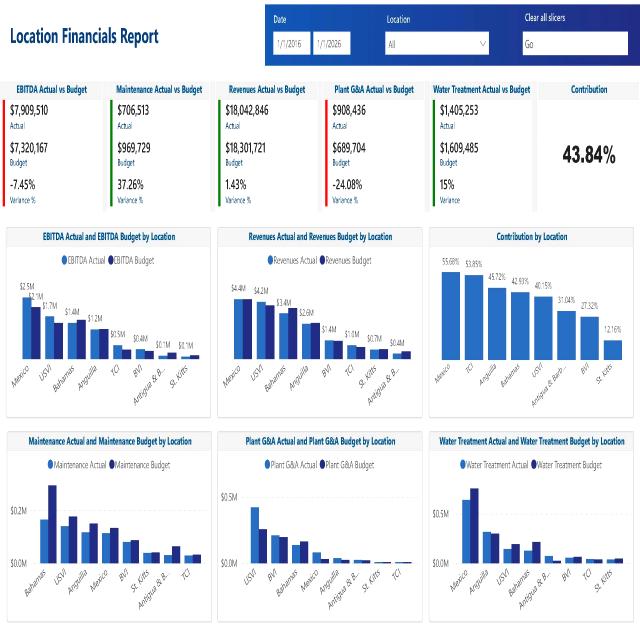 Location Financials Report
Date
1/1/2016 1/1/2026
Location
All
Clear all slicers
Go
EBITDA Actual vs Budget
$7,909,510
Actual
$7,320,167
Budget
-7.45%
Variance %
Maintenance Actual vs Budget
$706,513
Actual
$969,729
Budget
37.26%
Variance %
Revenues Actual vs Budget
$18,042,846
Actual
$18,301,721
Budget
1.43%
Variance %
Plant G&A Actual vs Budget
$908,436
Actual
$689,704
Budget
-24.08%
Variance %
Water Treatment Actual vs Budget
$1,405,253
Actual
$1,609,485
Budget
15%
Variance
Contribution
43.84%
EBITDA Actual and EBITDA Budget by Location
EBITDA Actual EBITDA Budget
$2.5M
$2.1M
$1.7M
$1.4M
$1.2M
$0.5M
$0.4M
$0.1M
$0.1M
Mexico
USVI
Bahamas
Anguilla
TCI
BVI
Antigua & B...
St. Kitts
Revenues Actual and Revenues Budget by Location
Revenues Actual Revenues Budget
$4.4M
$4.2M
$3.4M
$2.6M
$1.4M
$1.0M
$0.7M
$0.4M
Mexico
USVI
Bahamas
Anguilla
BVI
TCI
St. Kitts
Antigua & B...
Contribution by Location
55.68%
53.85%
45.72%
42.93%
40.15%
31.04%
27.32%
12.16%
Mexico
TCI
Anguilla
Bahamas
USVI
Antigua & Barb...
BVI
St. Kitts
Maintenance Actual and Maintenance Budget by Location
Maintenance Actual Maintenance Budget
$0.2M
$0.0M
Bahamas
USVI
Anguilla
Mexico
BVI
St. Kitts
Antigua & B...
TCI
Plant G&A Actual and Plant G&A Budget by Location
Plant G&A Actual Plant G&A Budget
$0.5M
$0.0M
USVI
BVI
Bahamas
Mexico
Anguilla
Antigua & B...
St. Kitts
TCI
Water Treatment Actual and Water Treatment Budget by Location
Water Treatment Actual Water Treatment Budget
$0.5M
$0.0M
Mexico
Anguilla
USVI
Bahamas
Antigua & B...
BVI
TCI
St. Kitts